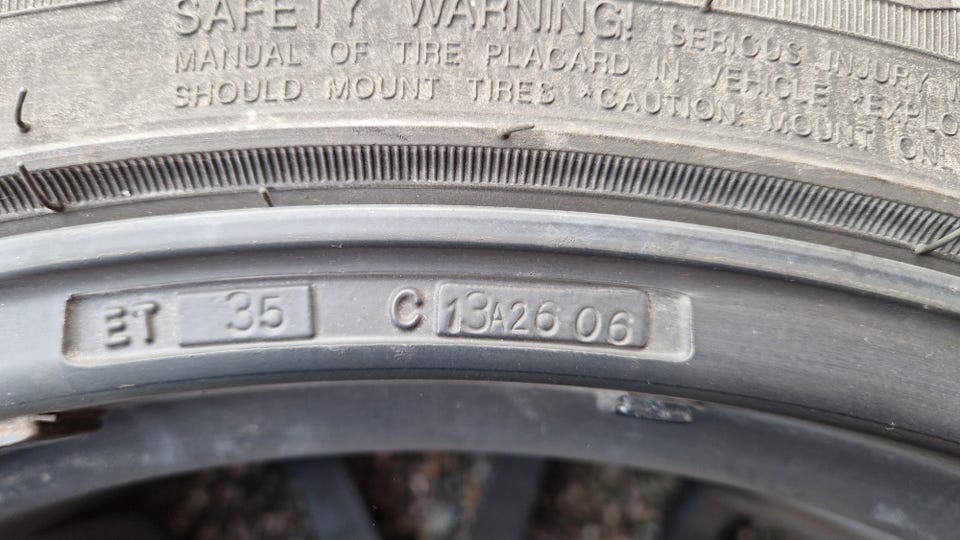 SAFETY WARNING! SERIOUS INJURY
MANUAL OF TIRE PLACARD IN VEHICLE *EXPLO
SHOULD MOUNT TIRES *CAUTION: MOUNT ON
ET 35 C 13A26 06